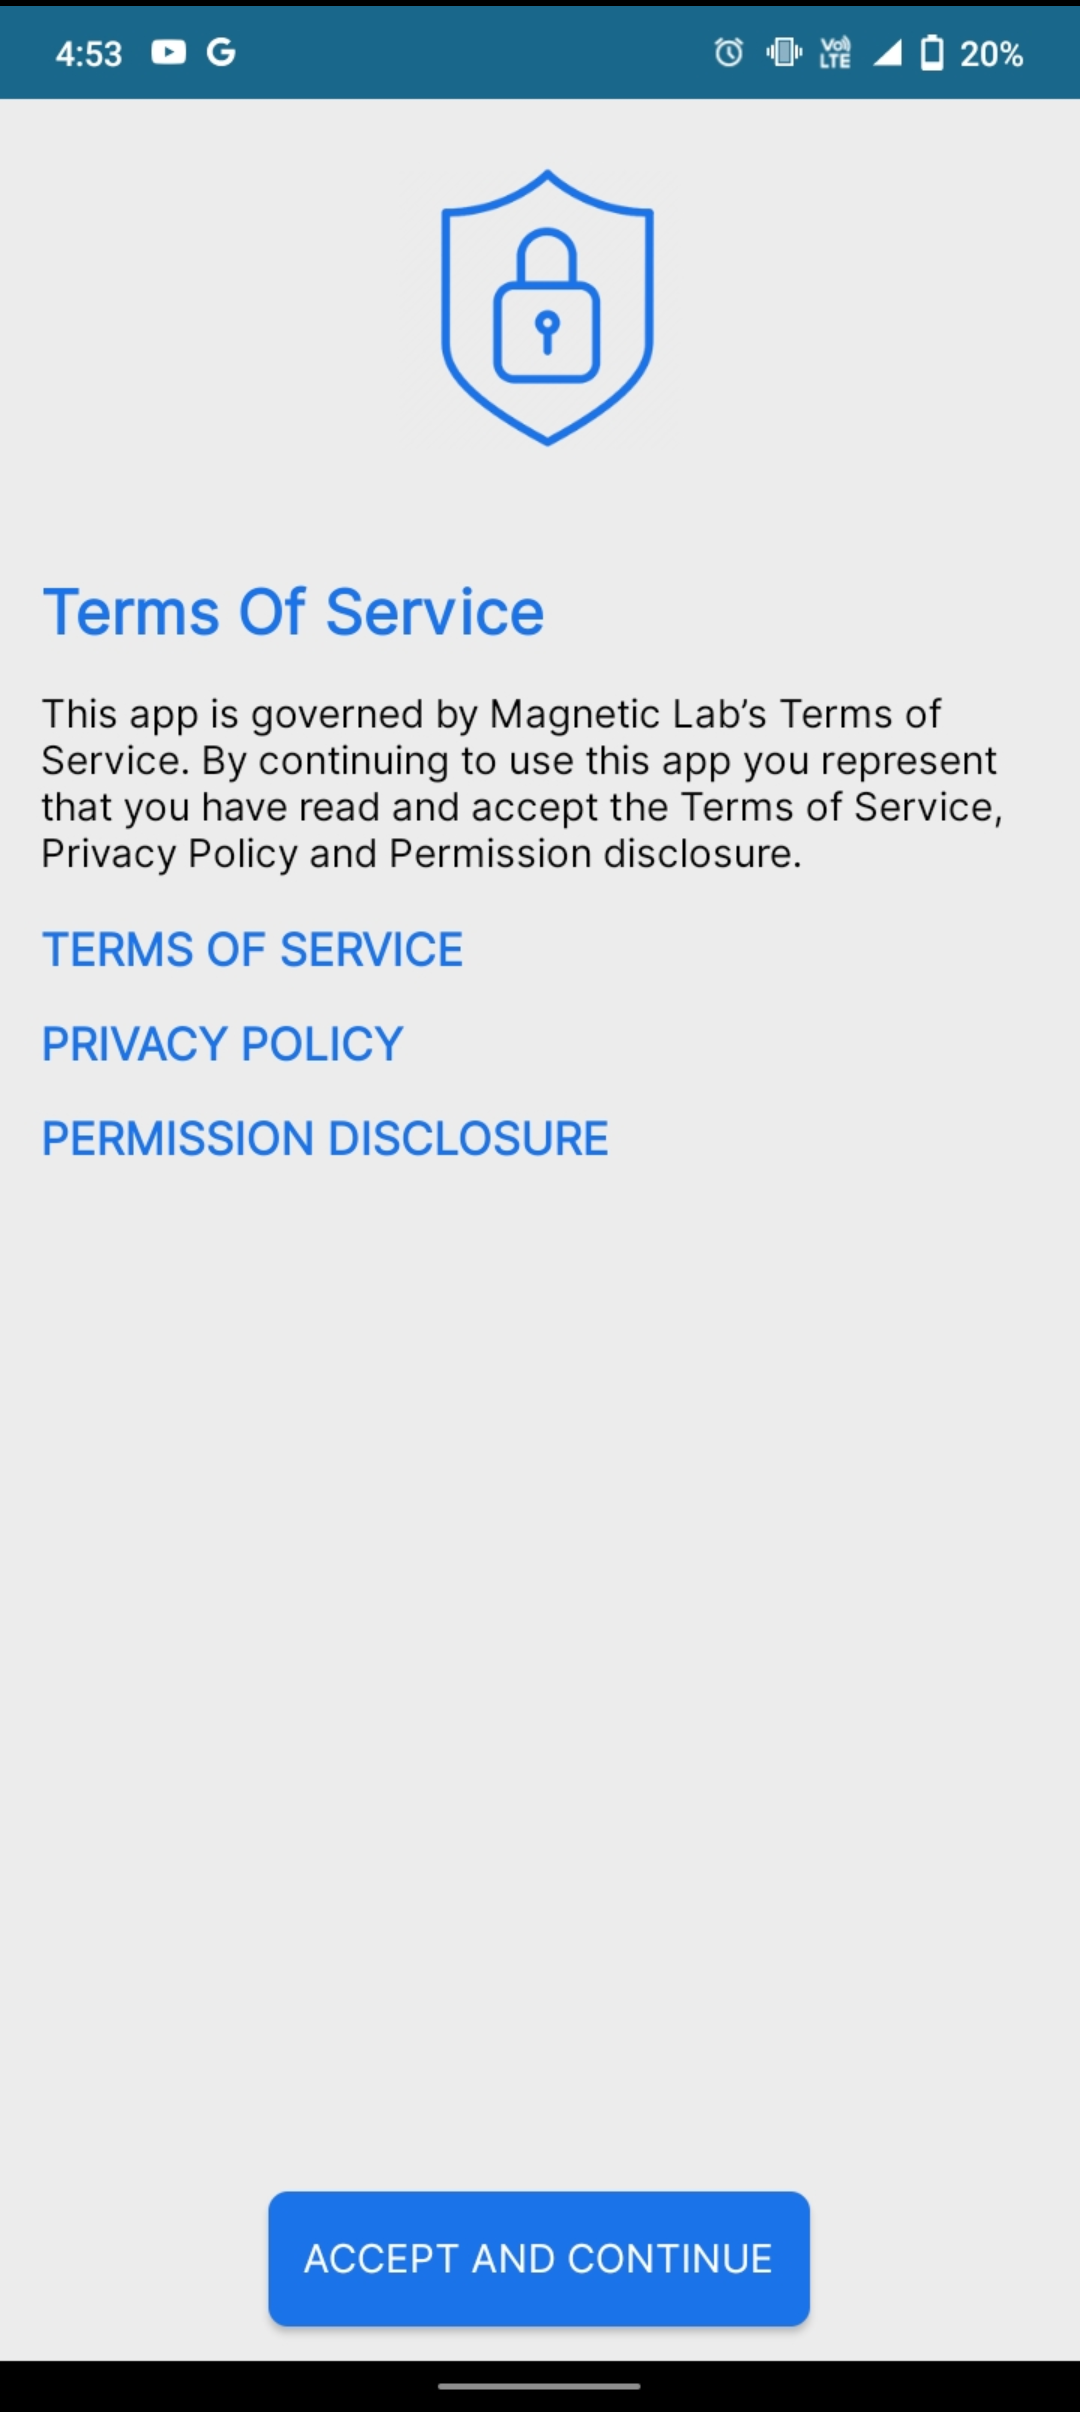 4:53
Vo) LTE 20%
Terms Of Service
This app is governed by Magnetic Lab’s Terms of
Service. By continuing to use this app you represent
that you have read and accept the Terms of Service,
Privacy Policy and Permission disclosure.
TERMS OF SERVICE
PRIVACY POLICY
PERMISSION DISCLOSURE
ACCEPT AND CONTINUE